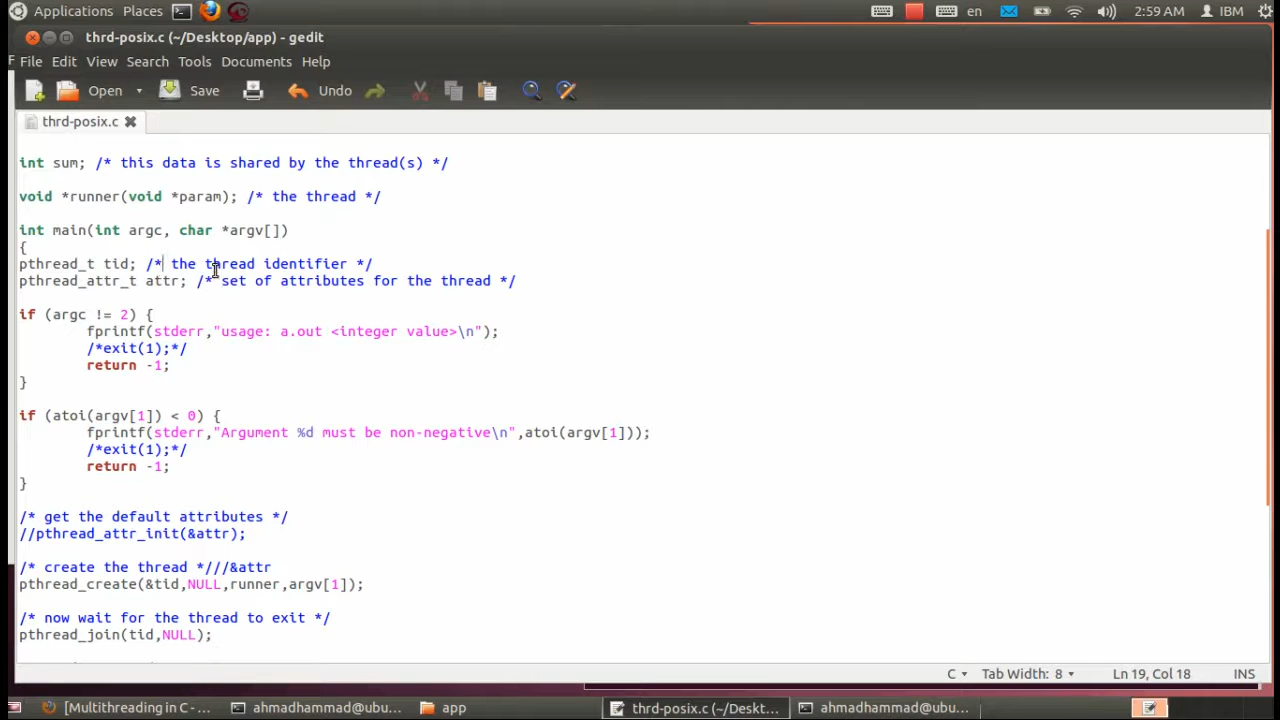 Applications Places en 2:59 AM IBM
thrd-posix.c (~/Desktop/app) - gedit
File Edit View Search Tools Documents Help
Open Save Undo
thrd-posix.c
int sum; /* this data is shared by the thread(s) */
void *runner(void *param); /* the thread */
int main(int argc, char *argv[])
{
pthread_t tid; /* the thread identifier */
pthread_attr_t attr; /* set of attributes for the thread */
if (argc != 2) {
fprintf(stderr,"usage: a.out <integer value>\n");
/*exit(1);*/
return -1;
}
if (atoi(argv[1]) < 0) {
fprintf(stderr,"Argument %d must be non-negative\n",atoi(argv[1]));
/*exit(1);*/
return -1;
}
/* get the default attributes */
//pthread_attr_init(&attr);
/* create the thread *///&attr
pthread_create(&tid,NULL,runner,argv[1]);
/* now wait for the thread to exit */
pthread_join(tid,NULL);
C Tab Width: 8 Ln 19, Col 18 INS
[Multithreading in C - ... ahmadhammad@ubu... app thrd-posix.c (~/Deskt... ahmadhammad@ubu...